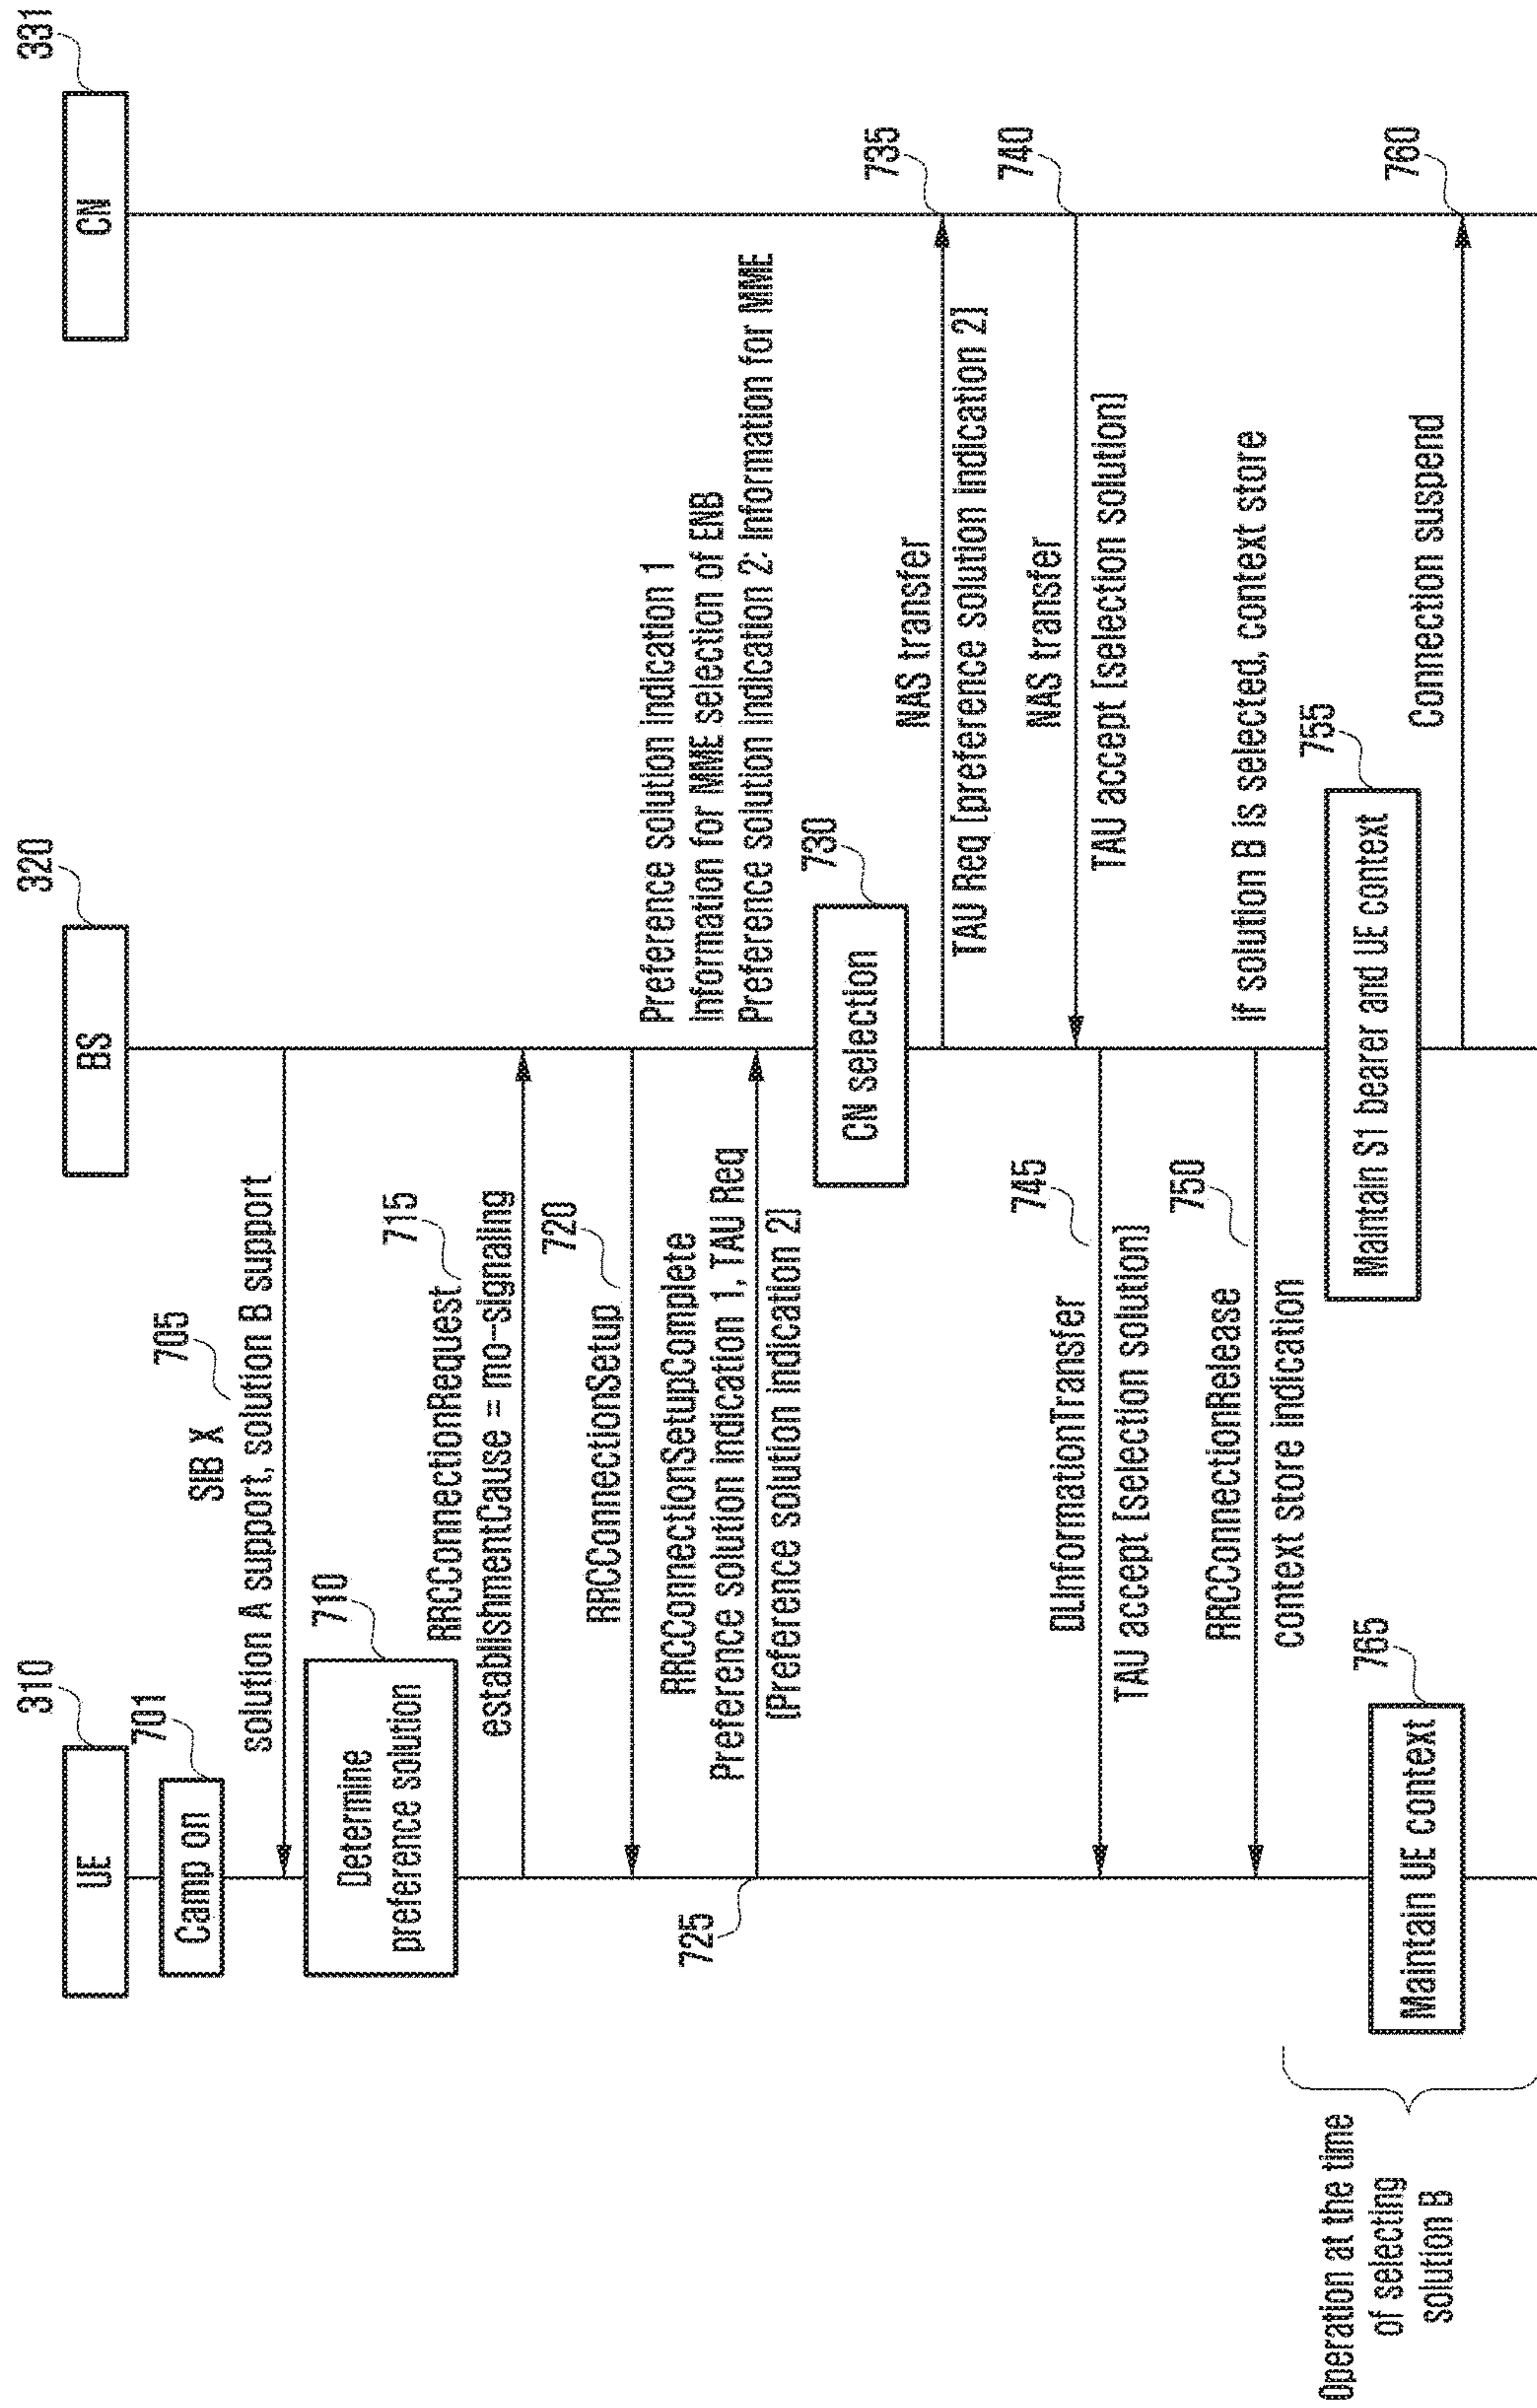 UE
310
BS
320
CN
331
Camp on
701
SIB X
705
solution A support, solution B support
Determine
preference solution
710
RRCConnectionRequest
715
establishmentCause = mo-signaling
RRCConnectionSetup
720
Preference solution indication 1
Information for MME selection of ENB
Preference solution indication 2: Information for MME
RRCConnectionSetupComplete
Preference solution indication 1, TAU Req
[Preference solution indication 2]
725
CN selection
730
NAS transfer
735
TAU Req [preference solution indication 2]
NAS transfer
740
TAU accept [selection solution]
DLInformationTransfer
745
TAU accept [selection solution]
RRCConnectionRelease
750
context store indication
if solution B is selected, context store
Maintain S1 bearer and UE context
755
Connection suspend
760
Maintain UE context
765
Operation at the time
of selecting
solution B